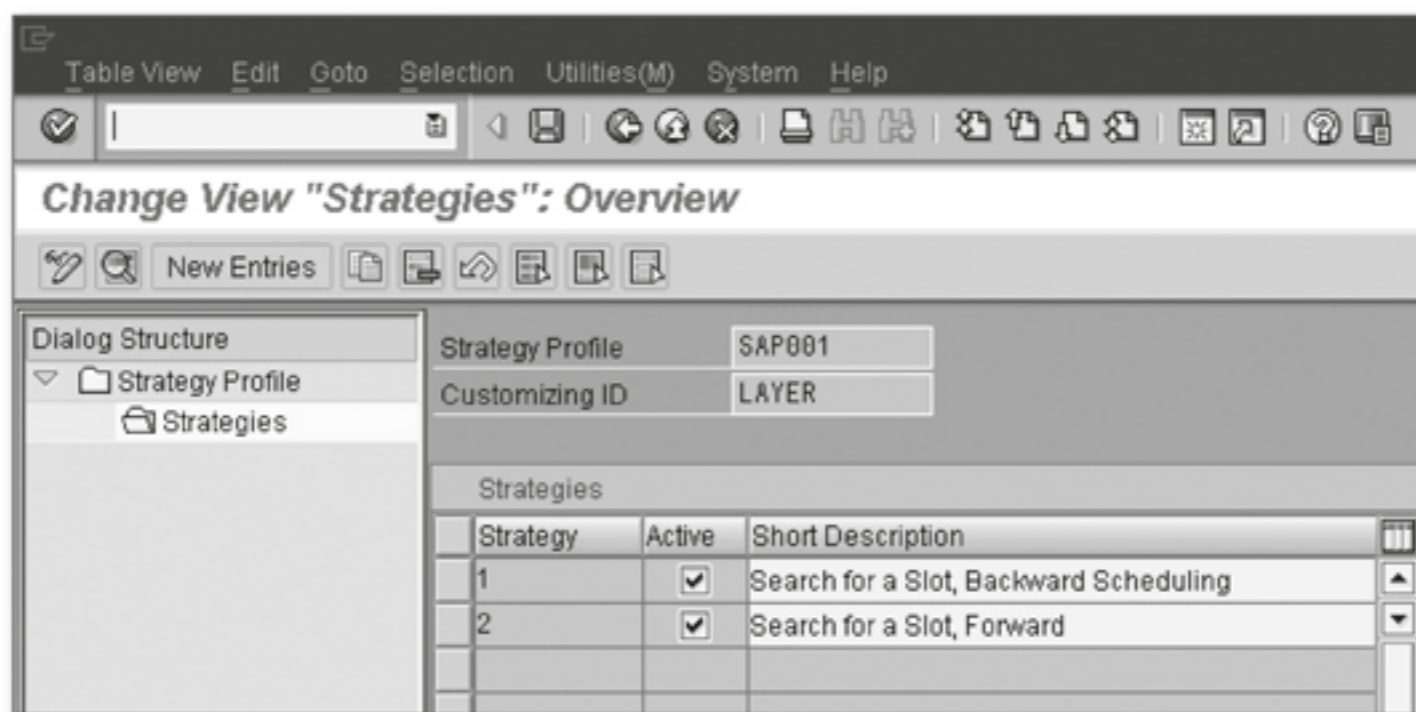 Table View Edit Goto Selection Utilities(M) System Help
Change View "Strategies": Overview
New Entries
Dialog Structure
Strategy Profile
Strategies
Strategy Profile SAP001
Customizing ID LAYER
Strategies
Strategy Active Short Description
1 Search for a Slot, Backward Scheduling
2 Search for a Slot, Forward